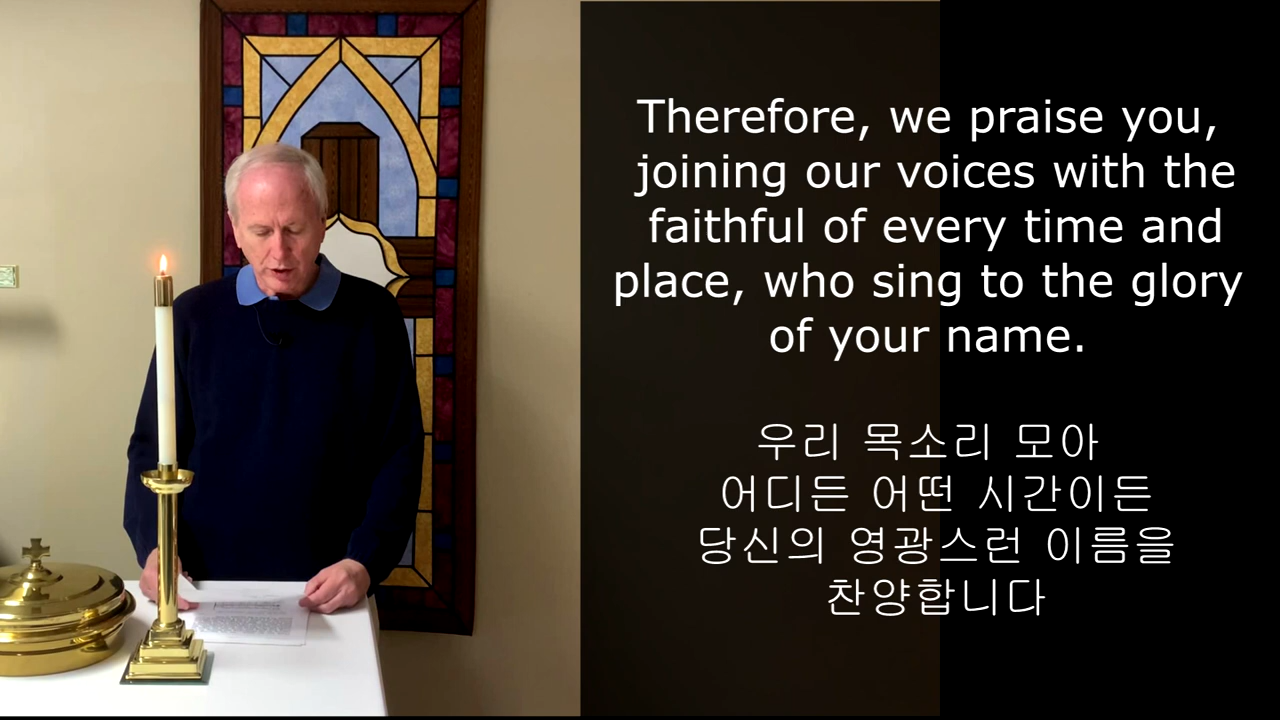 Therefore, we praise you,
joining our voices with the
faithful of every time and
place, who sing to the glory
of your name.
우리 목소리 모아
어디든 어떤 시간이든
당신의 영광스런 이름을
찬양합니다